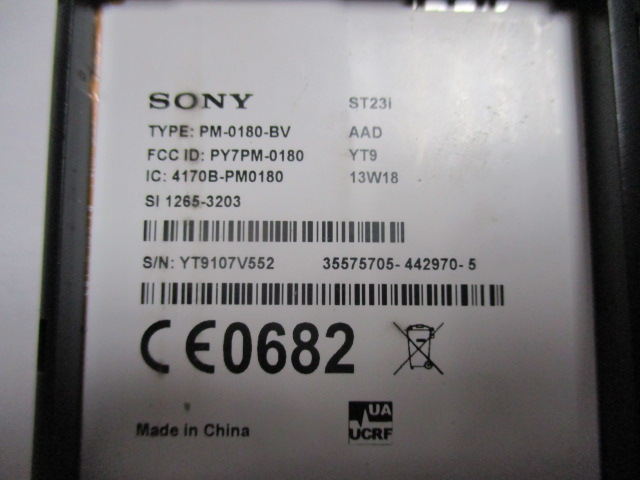 SONY ST23i
TYPE: PM-0180-BV AAD
FCC ID: PY7PM-0180 YT9
IC: 4170B-PM0180 13W18
SI 1265-3203
S/N: YT9107V552 35575705- 442970- 5
CE0682
UA
UCRF
Made in China